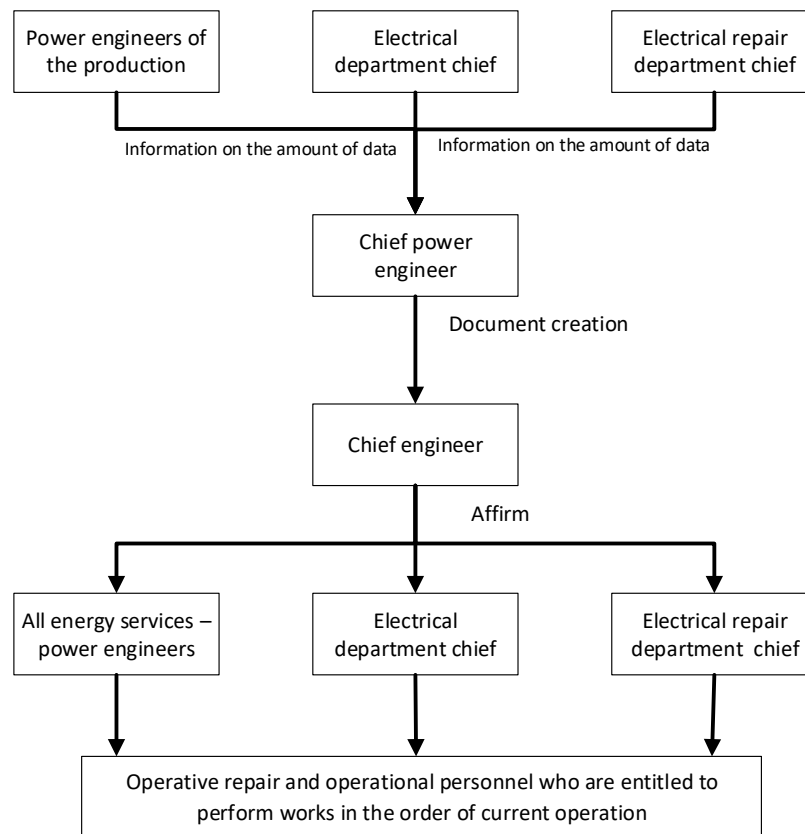 Power engineers of
the production
Electrical
department chief
Electrical repair
department chief
Information on the amount of data
Information on the amount of data
Chief power
engineer
Document creation
Chief engineer
Affirm
All energy services –
power engineers
Electrical
department chief
Electrical repair
department  chief
Operative repair and operational personnel who are entitled to
perform works in the order of current operation